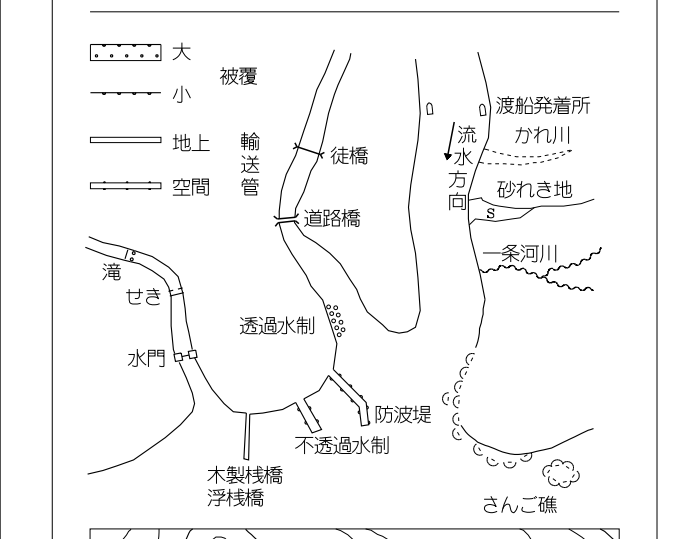 大
被覆
小
地上
輸送管
空間
徒橋
道路橋
渡船発着所
かれ川
流水方向
砂れき地
s
一条河川
滝
せき
水門
透過水制
防波堤
不透過水制
木製桟橋
浮桟橋
さんご礁